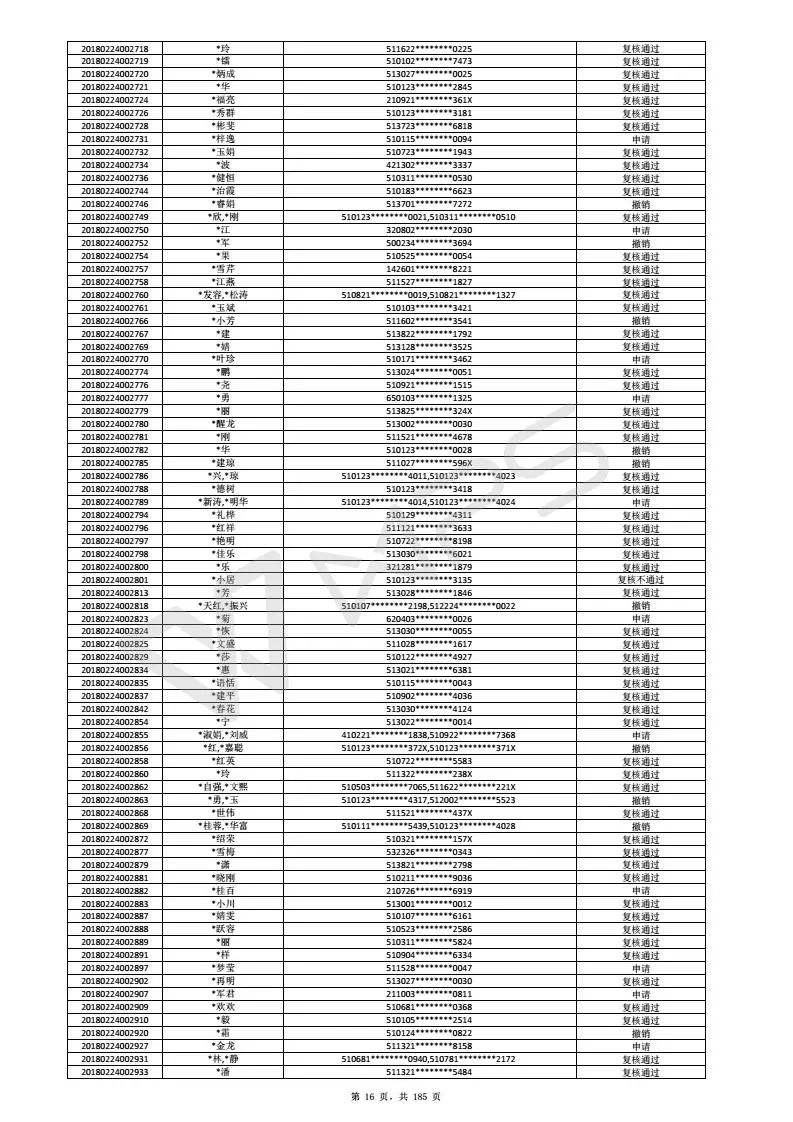 20180224002718 *玲 511622********0225 复核通过
20180224002719 *镭 510102********7473 复核通过
20180224002720 *炳成 513027********0025 复核通过
20180224002721 *华 510123********2845 复核通过
20180224002724 *福亮 210921********361X 复核通过
20180224002726 *秀群 510123********3181 复核通过
20180224002728 *彬斐 513723********6818 复核通过
20180224002731 *梓逸 510115********0094 申请
20180224002732 *玉娟 510723********1943 复核通过
20180224002734 *波 421302********3337 复核通过
20180224002736 *健恒 510311********0530 复核通过
20180224002744 *治霞 510183********6623 复核通过
20180224002746 *睿娟 513701********7272 撤销
20180224002749 *欣,*刚 510123********0021,510311********0510 复核通过
20180224002750 *江 320802********2030 申请
20180224002752 *军 500234********3694 撤销
20180224002754 *果 510525********0054 复核通过
20180224002757 *雪芹 142601********8221 复核通过
20180224002758 *江燕 511527********1827 复核通过
20180224002760 *发容,*松涛 510821********0019,510821********1327 复核通过
20180224002761 *玉斌 510103********3421 复核通过
20180224002766 *小芳 511602********3541 撤销
20180224002767 *建 513822********1792 复核通过
20180224002769 *婧 513128********3525 复核通过
20180224002770 *叶珍 510171********3462 申请
20180224002774 *鹏 513024********0051 复核通过
20180224002776 *尧 510921********1515 复核通过
20180224002777 *勇 650103********1325 申请
20180224002779 *丽 513825********324X 复核通过
20180224002780 *醒龙 513002********0030 复核通过
20180224002781 *刚 511521********4678 复核通过
20180224002782 *华 510123********0028 撤销
20180224002785 *建琼 511027********596X 撤销
20180224002786 *兴,*琼 510123********4011,510123********4023 复核通过
20180224002788 *德树 510123********3418 复核通过
20180224002789 *新涛,*明华 510123********4014,510123********4024 申请
20180224002794 *礼桦 510129********4311 复核通过
20180224002796 *红祥 511121********3633 复核通过
20180224002797 *艳明 510722********8198 复核通过
20180224002798 *佳乐 513030********6021 复核通过
20180224002800 *乐 321281********1879 复核通过
20180224002801 *小居 510123********3135 复核不通过
20180224002813 *芳 513028********1846 复核通过
20180224002818 *天红,*振兴 510107********2198,512224********0022 撤销
20180224002823 *菊 620403********0026 申请
20180224002824 *恢 513030********0055 复核通过
20180224002825 *文盛 511028********1617 复核通过
20180224002829 *莎 510122********4927 复核通过
20180224002834 *惠 513021********6381 复核通过
20180224002835 *语恬 510115********0043 复核通过
20180224002837 *建平 510902********4036 复核通过
20180224002842 *春花 513030********4124 复核通过
20180224002854 *宁 513022********0014 复核通过
20180224002855 *淑娟,*刘威 410221********1838,510922********7368 申请
20180224002856 *红,*嘉聪 510123********372X,510123********371X 撤销
20180224002858 *红英 510722********5583 复核通过
20180224002860 *玲 511322********238X 复核通过
20180224002862 *自强,*文熙 510503********7065,511622********221X 复核通过
20180224002863 *勇,*玉 510123********4317,512002********5523 撤销
20180224002868 *世伟 511521********437X 复核通过
20180224002869 *桂蓉,*华富 510111********5439,510123********4028 撤销
20180224002872 *绍荣 510321********157X 复核通过
20180224002877 *雪梅 532326********0343 复核通过
20180224002879 *潇 513821********2798 复核通过
20180224002881 *晓刚 510211********9036 复核通过
20180224002882 *桂百 210726********6919 申请
20180224002883 *小川 513001********0012 复核通过
20180224002887 *婧雯 510107********6161 复核通过
20180224002888 *跃容 510523********2586 复核通过
20180224002889 *丽 510311********5824 复核通过
20180224002891 *样 510904********6334 复核通过
20180224002897 *梦莹 511528********0047 申请
20180224002902 *再明 513027********0030 复核通过
20180224002907 *军君 211003********0811 申请
20180224002909 *欢欢 510681********0368 复核通过
20180224002910 *毅 510105********2514 复核通过
20180224002920 *霜 510124********0822 撤销
20180224002927 *金龙 511321********8158 申请
20180224002931 *林,*静 510681********0940,510781********2172 复核通过
20180224002933 *潘 511321********5484 复核通过
第 16 页，共 185 页